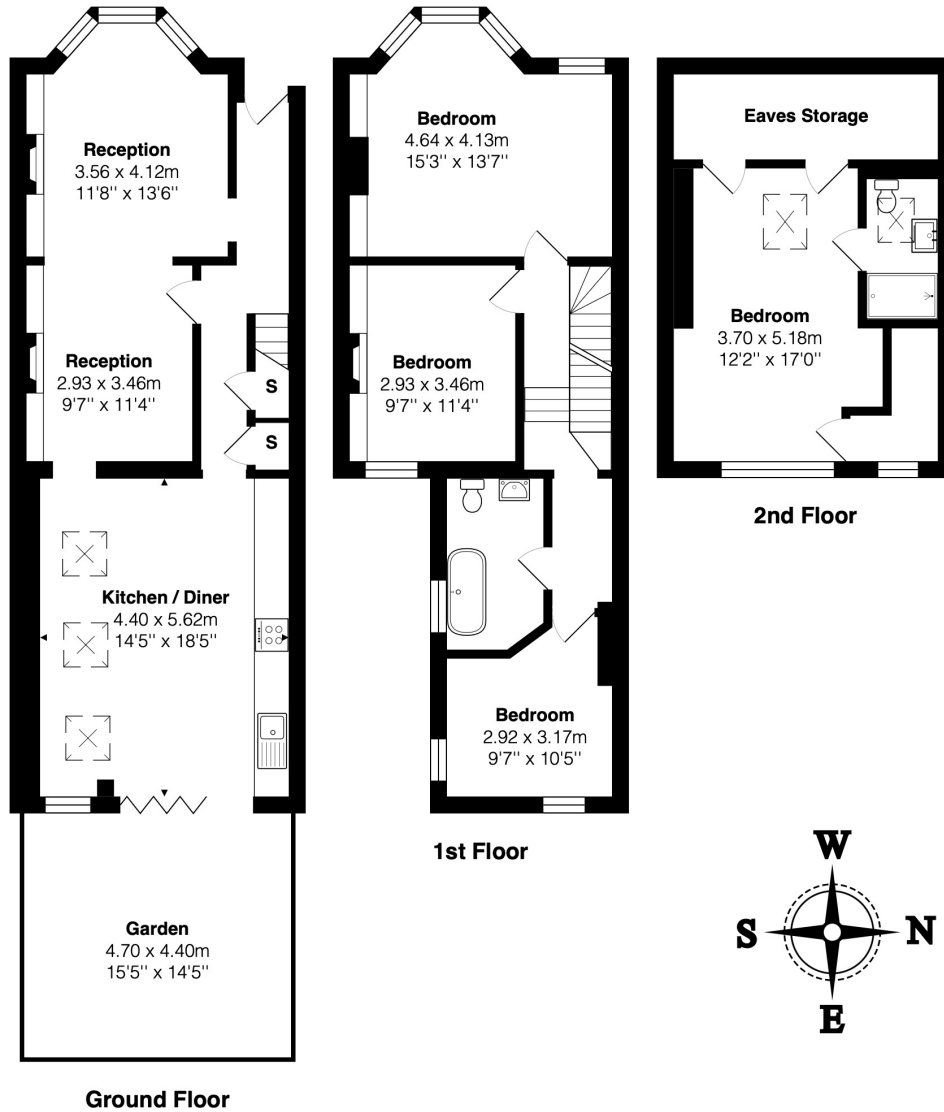 Reception
3.56 x 4.12m
11'8'' x 13'6''
Reception
2.93 x 3.46m
9'7'' x 11'4''
S
S
Kitchen / Diner
4.40 x 5.62m
14'5'' x 18'5''
Garden
4.70 x 4.40m
15'5'' x 14'5''
Ground Floor
Bedroom
4.64 x 4.13m
15'3'' x 13'7''
Bedroom
2.93 x 3.46m
9'7'' x 11'4''
Bedroom
2.92 x 3.17m
9'7'' x 10'5''
1st Floor
Eaves Storage
Bedroom
3.70 x 5.18m
12'2'' x 17'0''
2nd Floor
W
S
N
E